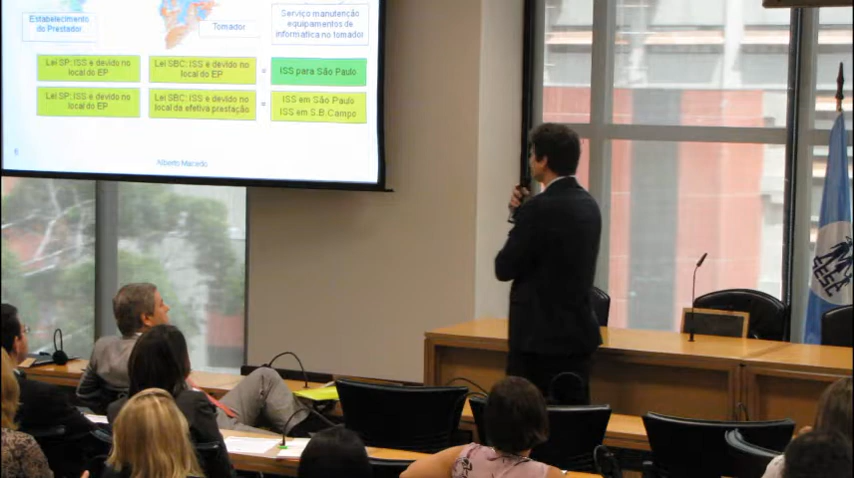 Estabelecimento
do Prestador
Tomador
Serviço manutenção
equipamentos de
informatica no tomador
Lei SP: ISS é devido no
local do EP
Lei SBC: ISS é devido no
local do EP
=
ISS para São Paulo
Lei SP: ISS é devido no
local do EP
Lei SBC: ISS é devido no
local da efetiva prestação
=
ISS em São Paulo
ISS em S.B.Campo
6
Alberto Macedo